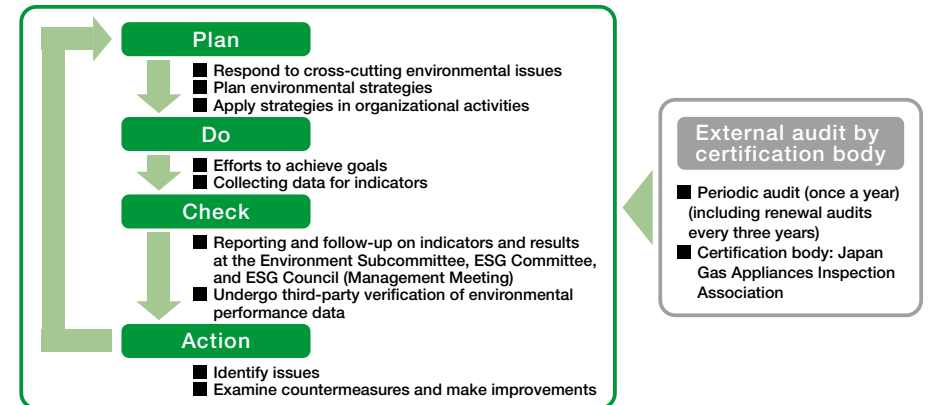 Plan
■ Respond to cross-cutting environmental issues
■ Plan environmental strategies
■ Apply strategies in organizational activities
Do
■ Efforts to achieve goals
■ Collecting data for indicators
Check
■ Reporting and follow-up on indicators and results
at the Environment Subcommittee, ESG Committee,
and ESG Council (Management Meeting)
■ Undergo third-party verification of environmental
performance data
Action
■ Identify issues
■ Examine countermeasures and make improvements
External audit by
certification body
■ Periodic audit (once a year)
(including renewal audits
every three years)
■ Certification body: Japan
Gas Appliances Inspection
Association